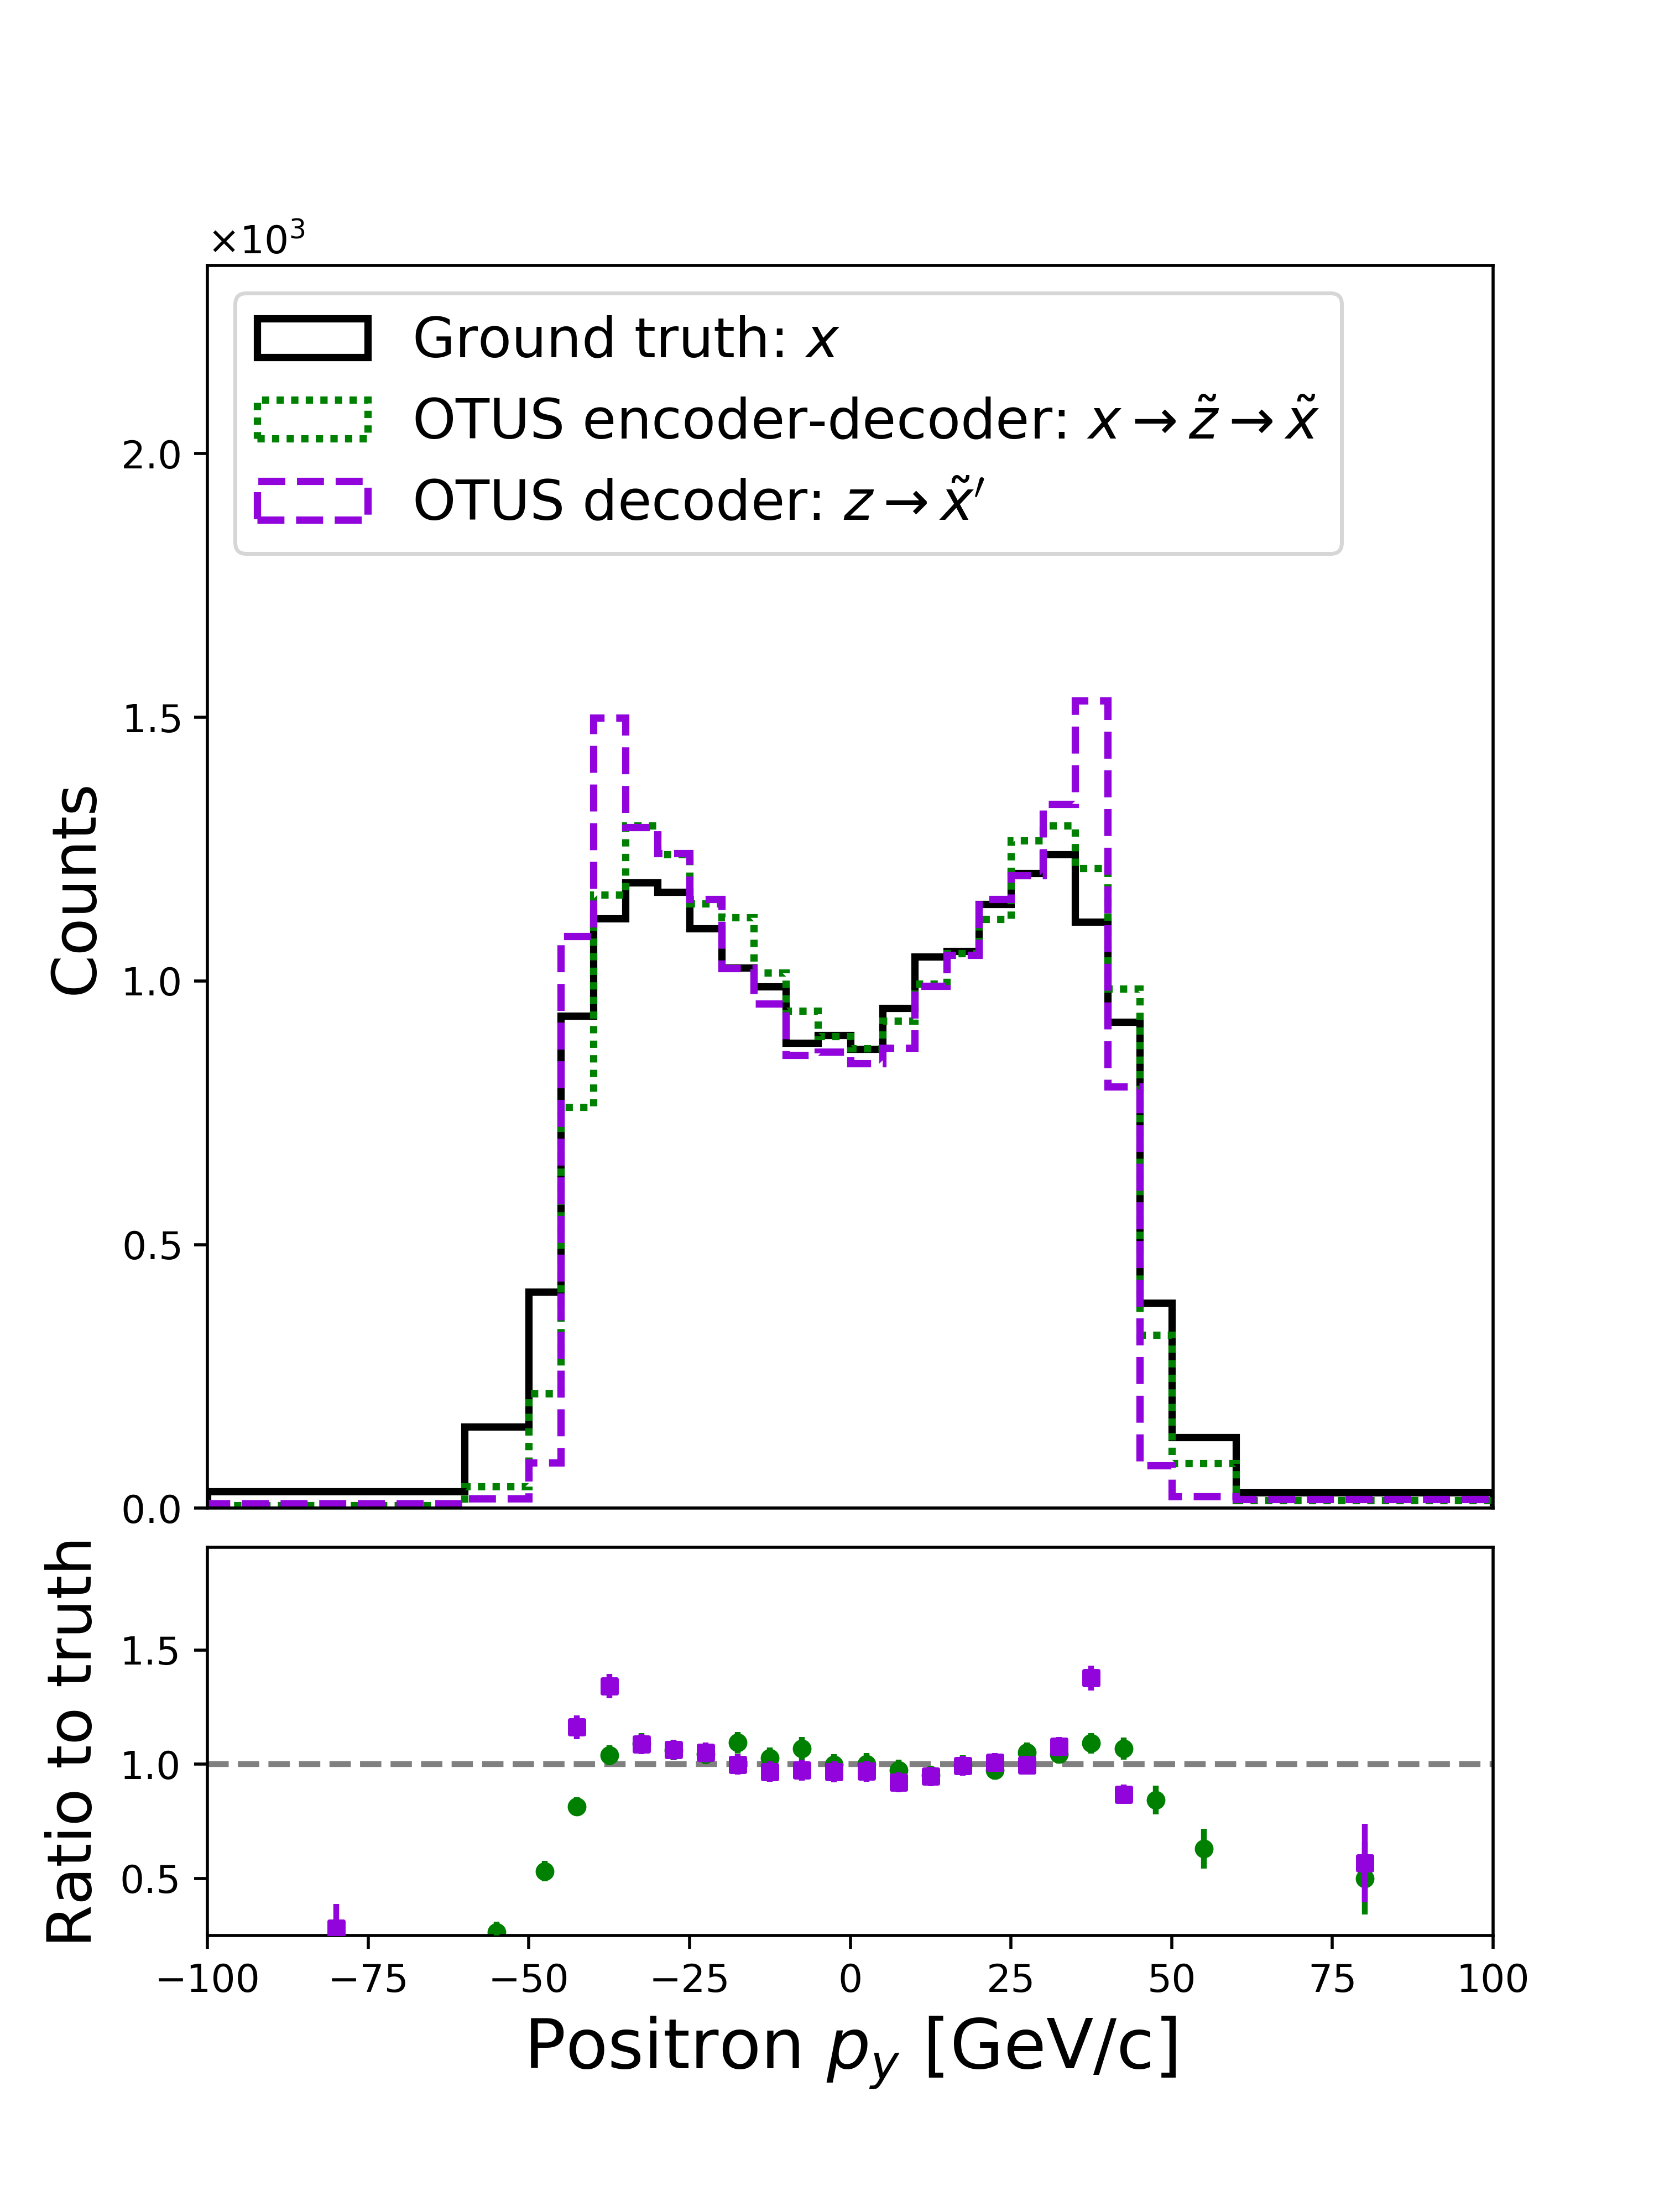 ×10³
Ground truth: x
OTUS encoder-decoder: x → z̃ → x̃
OTUS decoder: z → x̃′
2.0
1.5
1.0
0.5
0.0
Counts
1.5
1.0
0.5
Ratio to truth
−100 −75 −50 −25 0 25 50 75 100
Positron p_y [GeV/c]